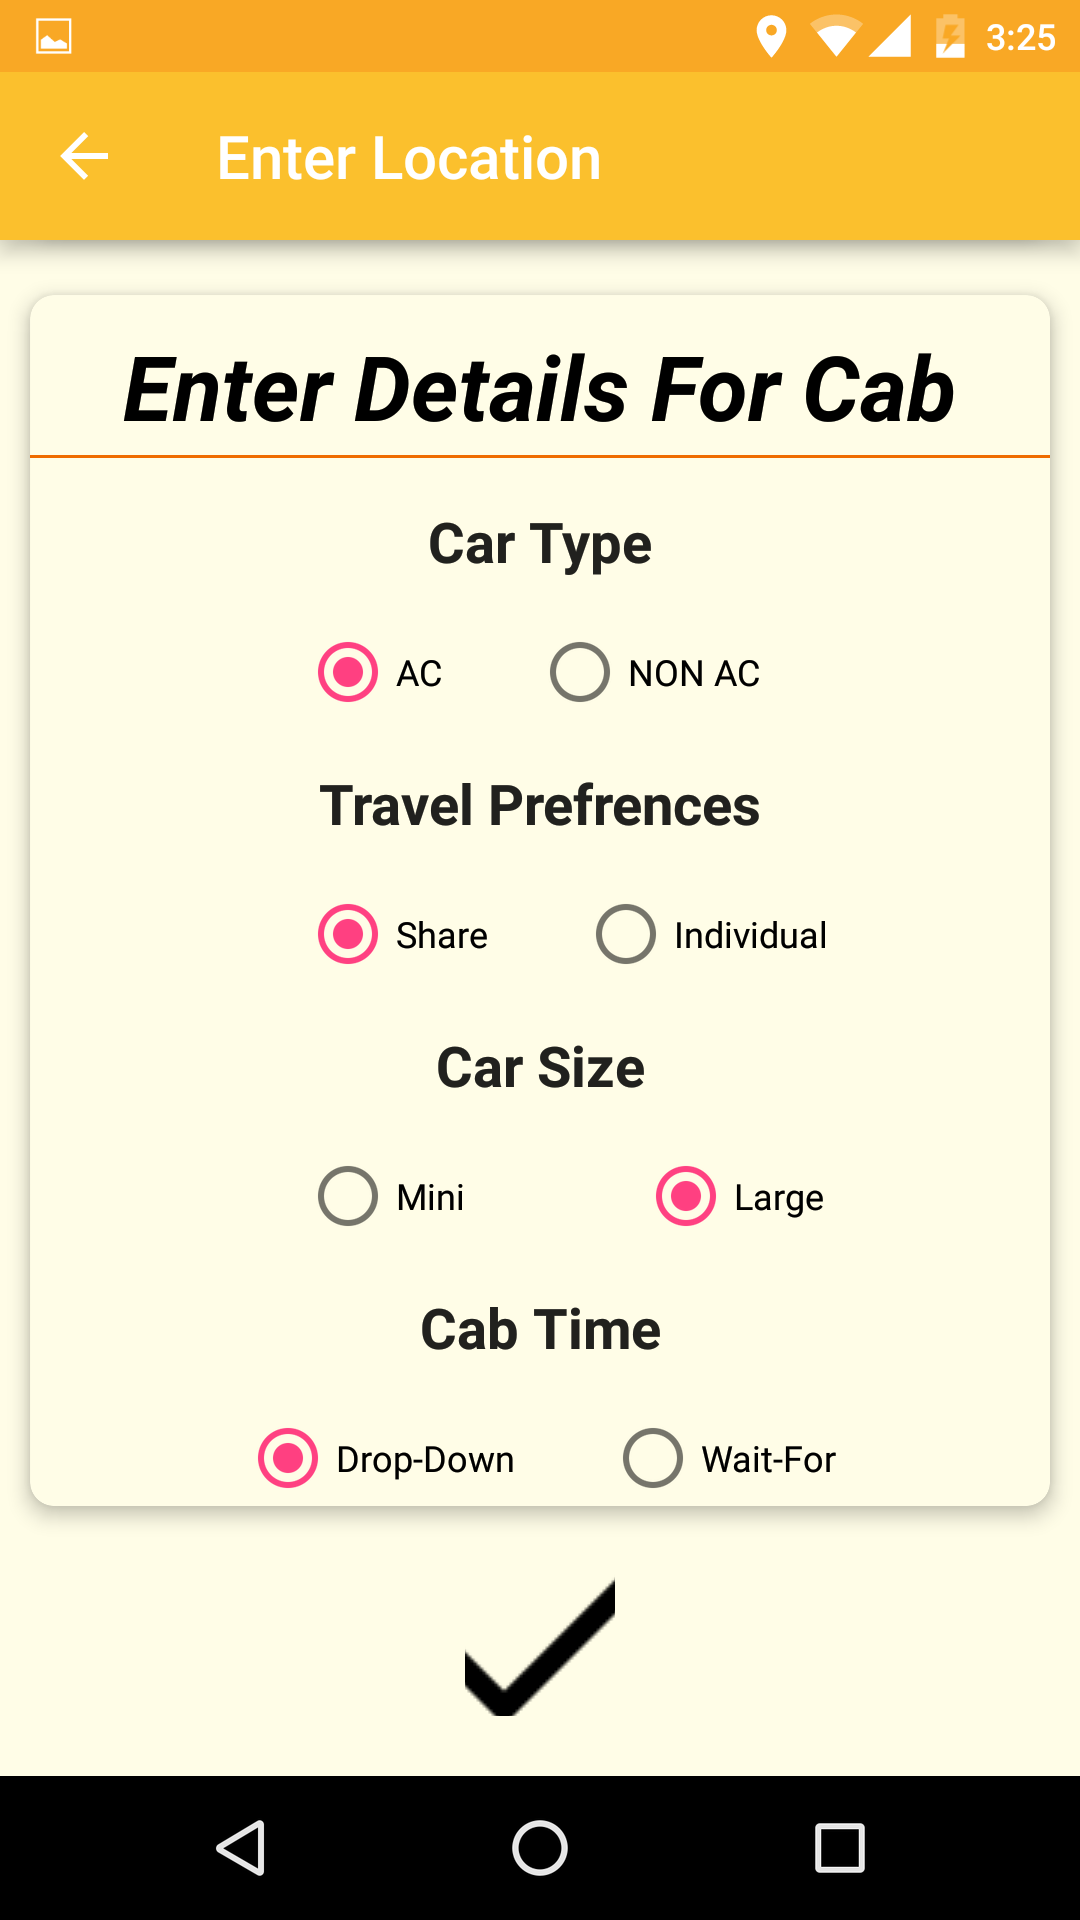 3:25
Enter Location
Enter Details For Cab
Car Type
AC NON AC
Travel Prefrences
Share Individual
Car Size
Mini Large
Cab Time
Drop-Down Wait-For